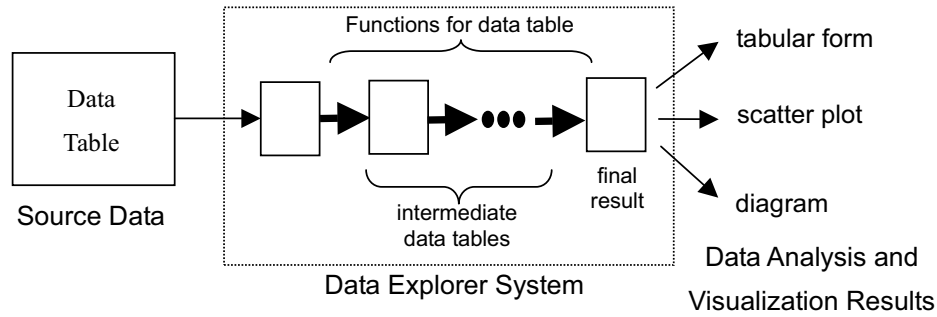 Functions for data table
Data
Table
Source Data
intermediate
data tables
final
result
Data Explorer System
tabular form
scatter plot
diagram
Data Analysis and
Visualization Results